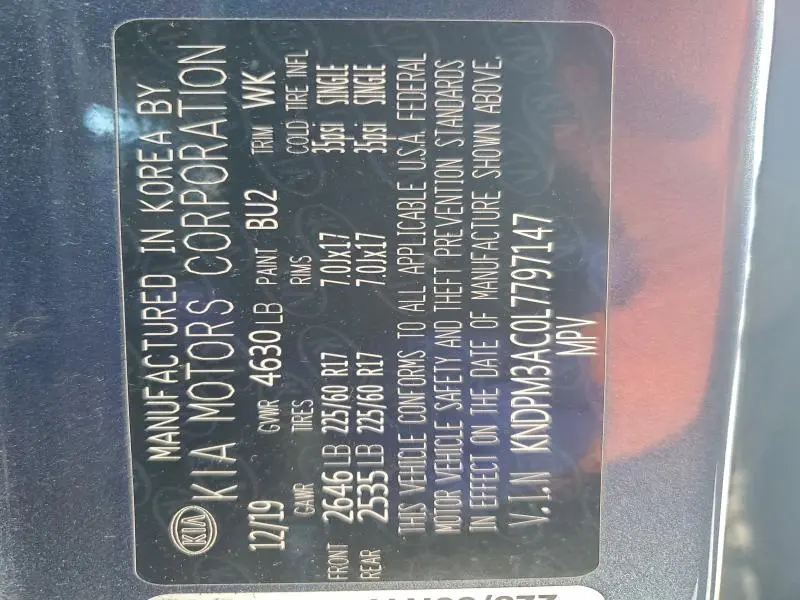 MANUFACTURED IN KOREA BY
KIA KIA MOTORS CORPORATION
12/19 GVWR 4630 LB PAINT BU2 TRIM WK
GAWR TIRES RIMS COLD TIRE INFL
FRONT 2646 LB 225/60 R17 7.0Jx17 35psi SINGLE
REAR 2535 LB 225/60 R17 7.0Jx17 35psi SINGLE
THIS VEHICLE CONFORMS TO ALL APPLICABLE U.S.A. FEDERAL
MOTOR VEHICLE SAFETY AND THEFT PREVENTION STANDARDS
IN EFFECT ON THE DATE OF MANUFACTURE SHOWN ABOVE.
V.I.N KNDPM3AC0L7797147
MPV